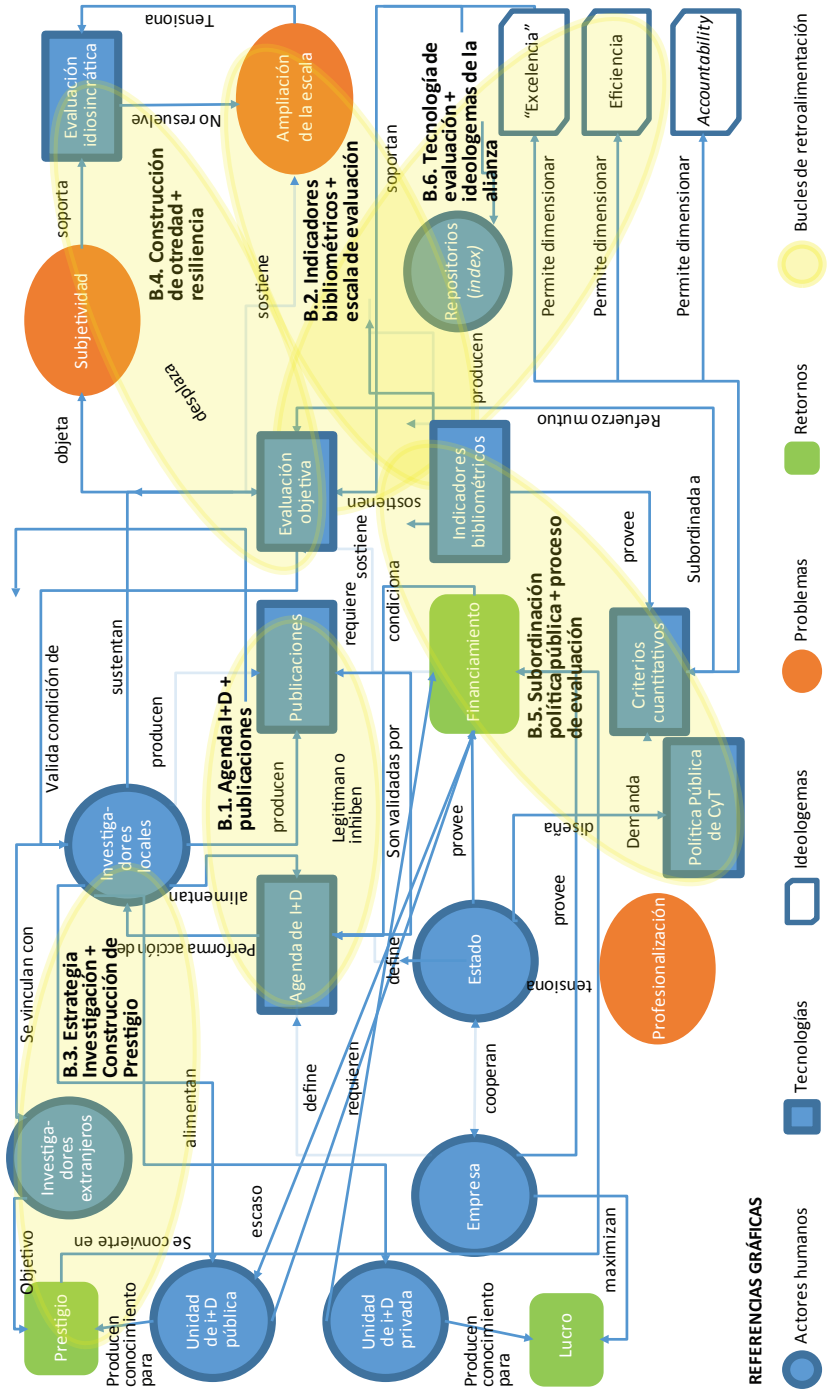 Prestigio
Objetivo
Investiga-
dores
extranjeros
Se vinculan con
B.3. Estrategia
Investigación +
Construcción de
Prestigio
Se convierte en
Producen
conocimiento
para
Unidad
de i+D
pública
escaso
alimentan
Investiga-
dores
locales
Valida condición de
sustentan
producen
producen
alimentan
Performa acción de
B.1. Agenda I+D +
publicaciones
Agenda de I+D
Legitiman o
inhiben
Publicaciones
define
requieren
define
Son validadas por
requiere
condiciona
sostiene
Evaluación
objetiva
objeta
Subjetividad
soporta
Evaluación
idiosincrática
Tensiona
No resuelve
Ampliación
de la escala
B.4. Construcción
de otredad +
resiliencia
desplaza
sostiene
B.2. Indicadores
bibliométricos +
escala de evaluación
sostienen
Indicadores
bibliométricos
producen
Repositorios
(index)
soportan
B.6. Tecnología de
evaluación +
ideologemas de la
alianza
“Excelencia”
Eficiencia
Accountability
Permite dimensionar
Permite dimensionar
Permite dimensionar
Refuerzo mutuo
Subordinada a
provee
Criterios
cuantitativos
Financiamiento
B.5. Subordinación
política pública + proceso
de evaluación
Demanda
diseña
Política Pública
de CyT
Profesionalización
tensiona
provee
provee
Estado
cooperan
Empresa
maximizan
Unidad
de i+D
privada
Producen
conocimiento
para
Lucro
REFERENCIAS GRÁFICAS
Actores humanos
Tecnologías
Ideologemas
Problemas
Retornos
Bucles de retroalimentación